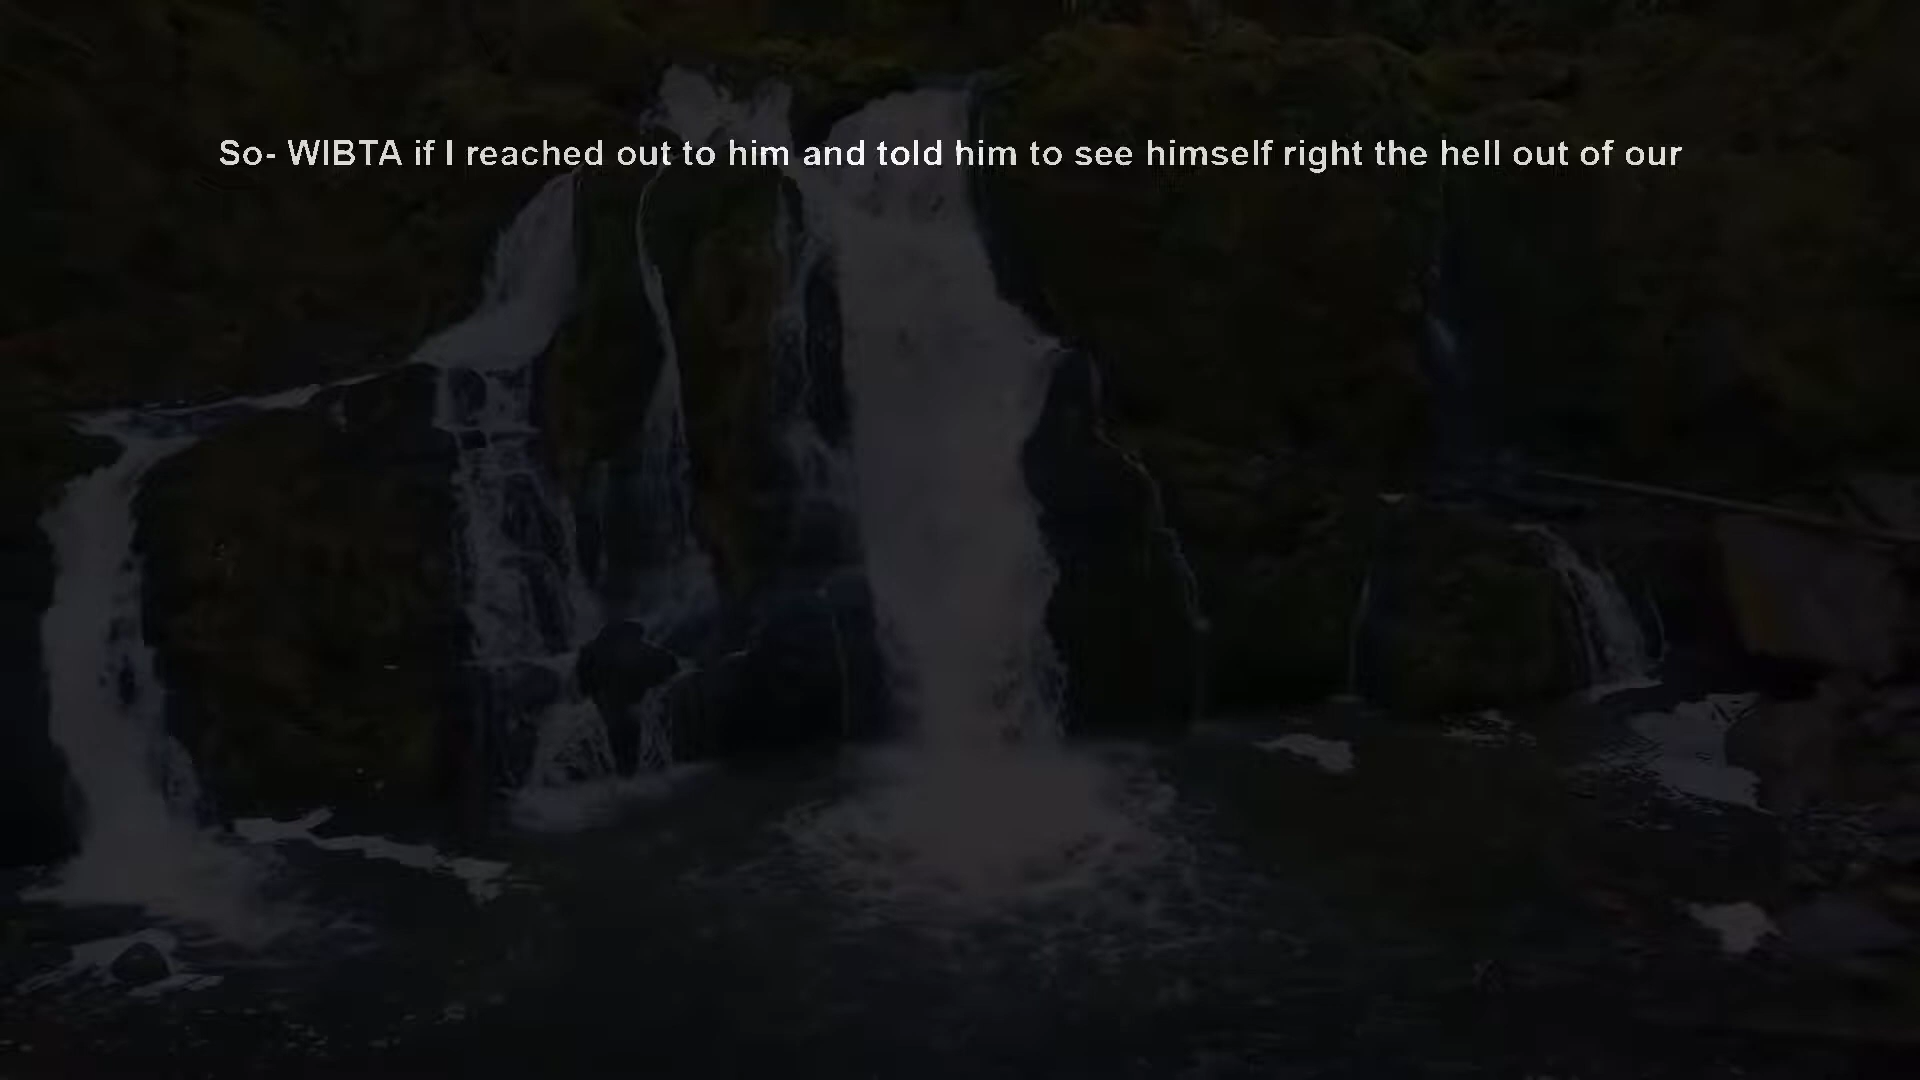 So- WIBTA if I reached out to him and told him to see himself right the hell out of our